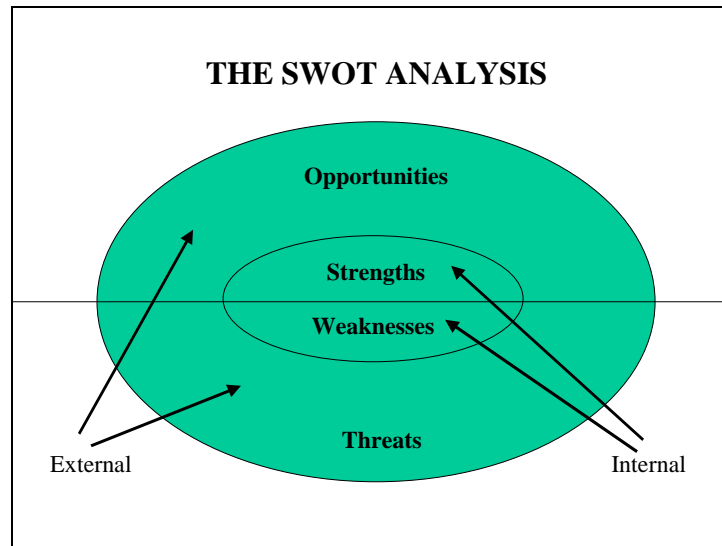 THE SWOT ANALYSIS
Opportunities
Strengths
Weaknesses
Threats
External
Internal